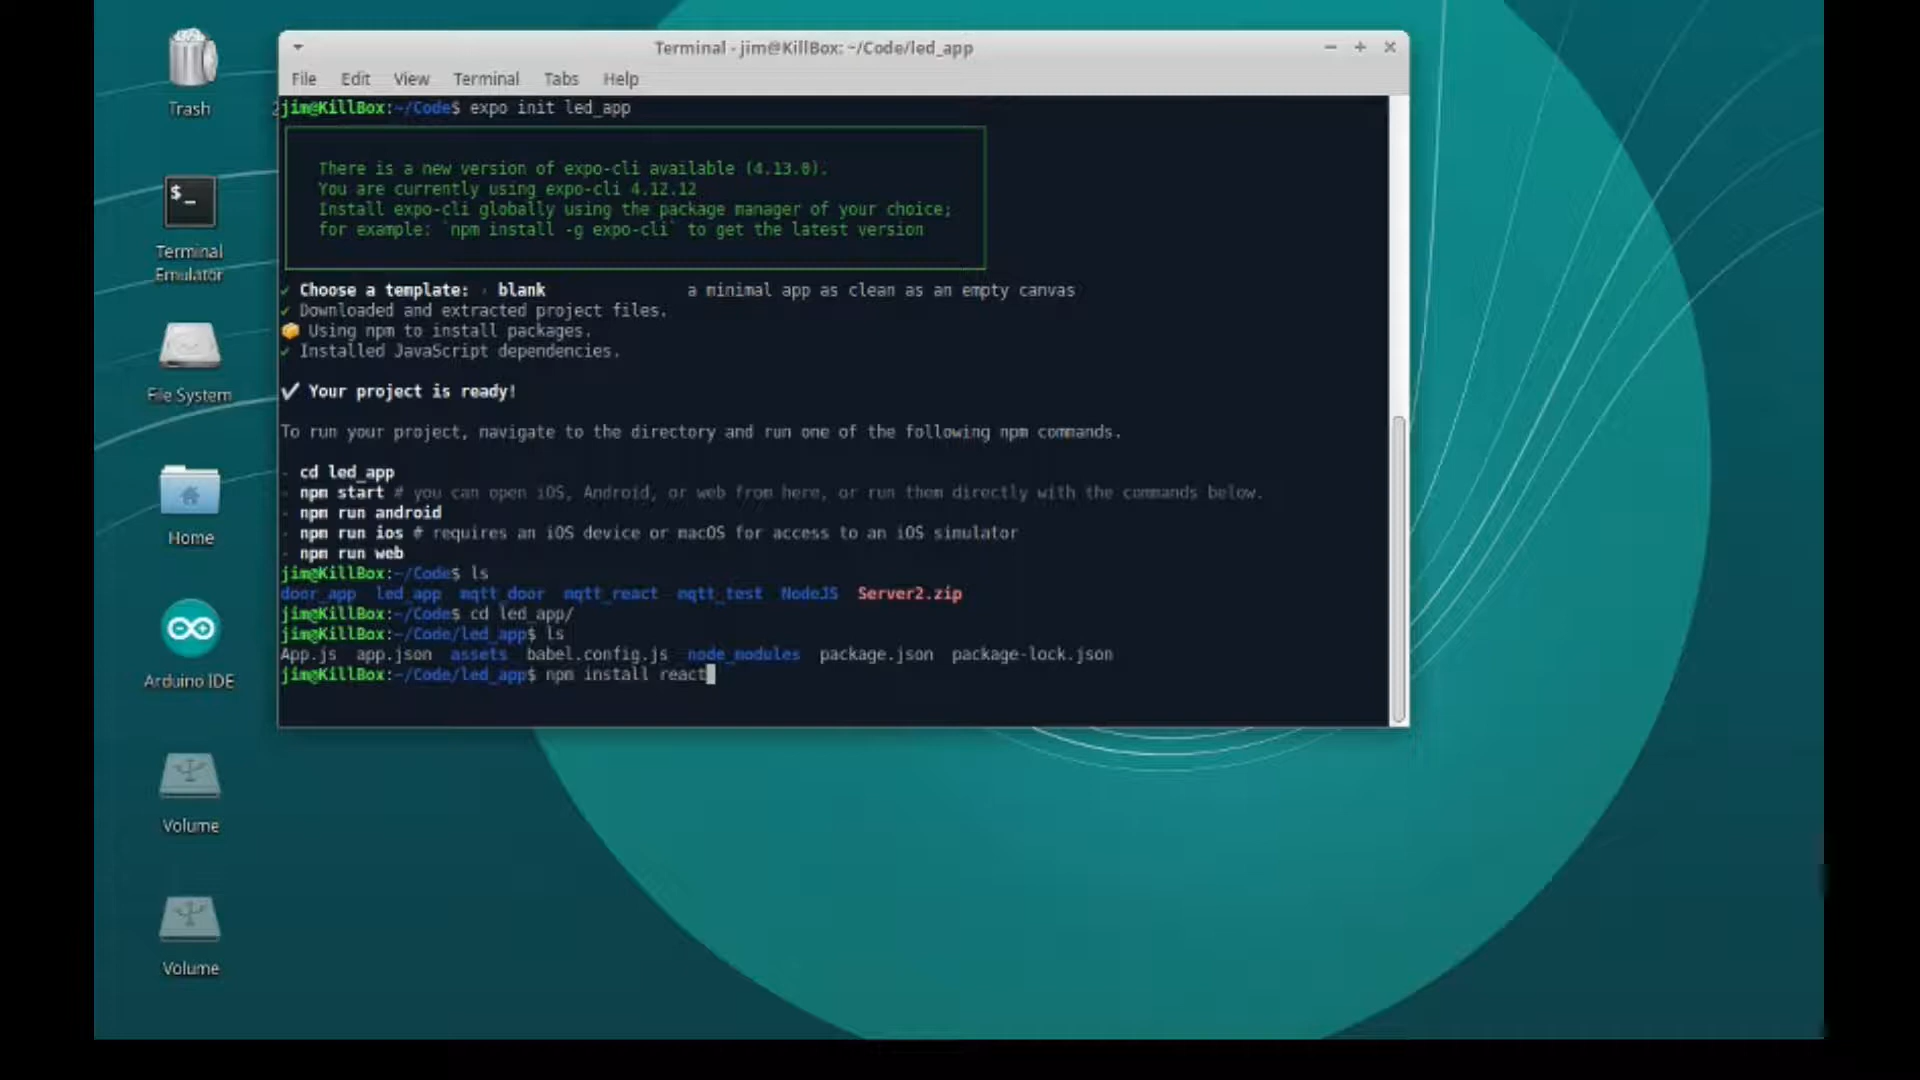 Trash
$_
Terminal
Emulator
File System
Home
Arduino IDE
Volume
Volume
Terminal - jim@KillBox: ~/Code/led_app
File Edit View Terminal Tabs Help
jim@KillBox:~/Code$ expo init led_app
There is a new version of expo-cli available (4.13.0).
You are currently using expo-cli 4.12.12
Install expo-cli globally using the package manager of your choice;
for example: `npm install -g expo-cli` to get the latest version
✓ Choose a template: › blank a minimal app as clean as an empty canvas
✓ Downloaded and extracted project files.
📦 Using npm to install packages.
✓ Installed JavaScript dependencies.
✔ Your project is ready!
To run your project, navigate to the directory and run one of the following npm commands.
- cd led_app
- npm start # you can open iOS, Android, or web from here, or run them directly with the commands below.
- npm run android
- npm run ios # requires an iOS device or macOS for access to an iOS simulator
- npm run web
jim@KillBox:~/Code$ ls
door_app led_app mqtt_door mqtt_react mqtt_test NodeJS Server2.zip
jim@KillBox:~/Code$ cd led_app/
jim@KillBox:~/Code/led_app$ ls
App.js app.json assets babel.config.js node_modules package.json package-lock.json
jim@KillBox:~/Code/led_app$ npm install react